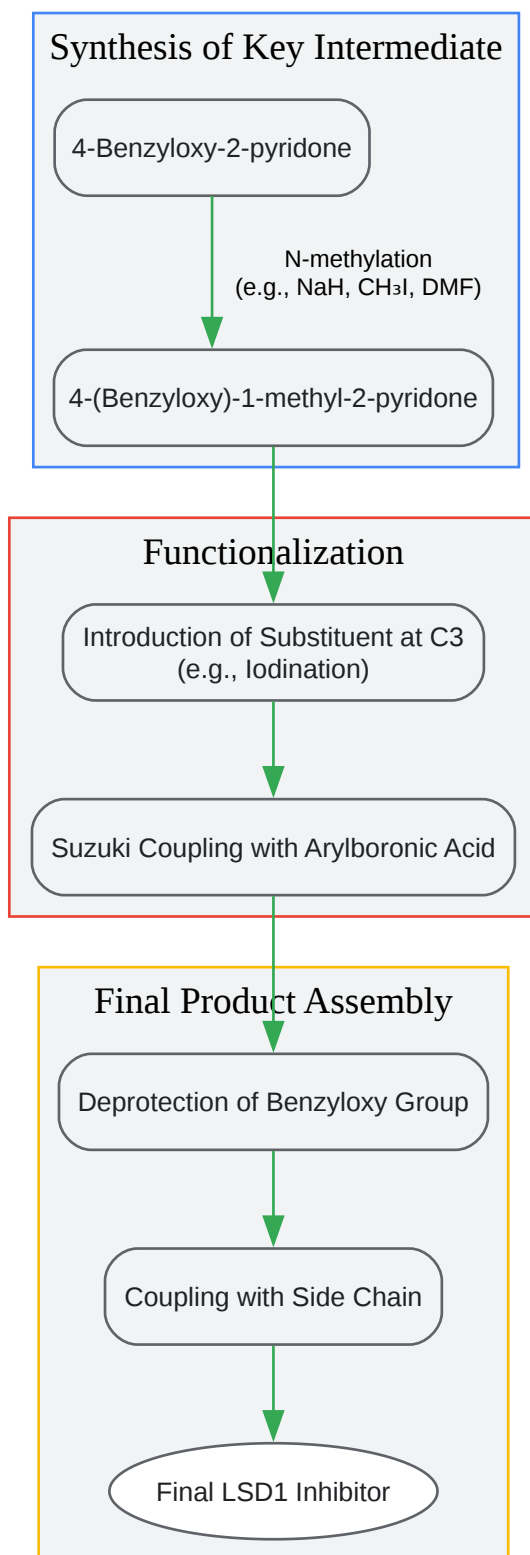 Synthesis of Key Intermediate
4-Benzyloxy-2-pyridone
N-methylation
(e.g., NaH, CH₃I, DMF)
4-(Benzyloxy)-1-methyl-2-pyridone
Functionalization
Introduction of Substituent at C3
(e.g., Iodination)
Suzuki Coupling with Arylboronic Acid
Final Product Assembly
Deprotection of Benzyloxy Group
Coupling with Side Chain
Final LSD1 Inhibitor